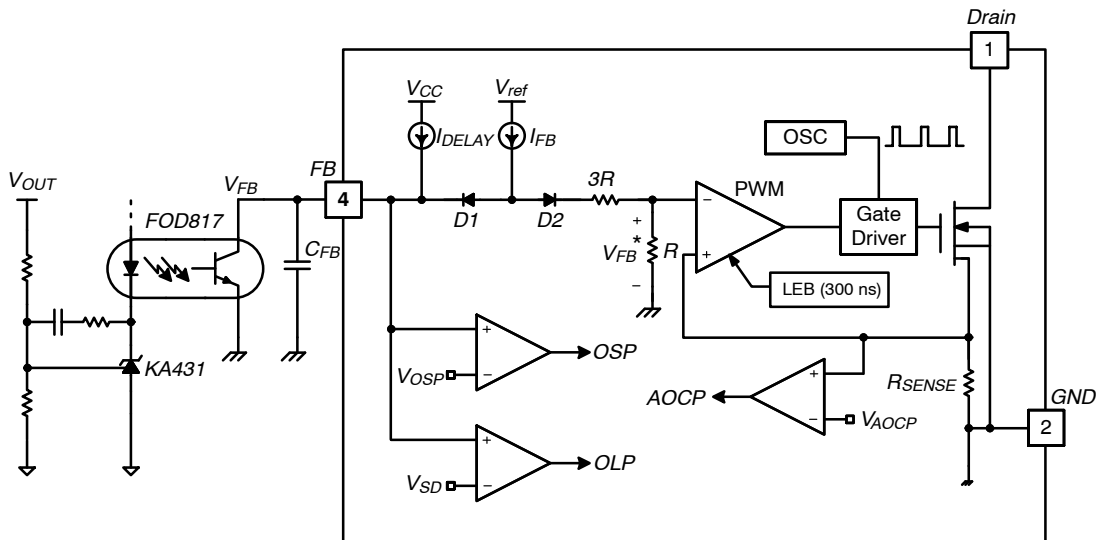 Drain
1
VCC
Vref
IDELAY
IFB
OSC
FB
4
3R
PWM
VOUT
VFB
D1
D2
−
+
Gate
Driver
FOD817
CFB
+
*
VFB
R
−
LEB (300 ns)
+
OSP
VOSP
−
KA431
AOCP
+
−
VAOCP
RSENSE
GND
2
+
OLP
VSD
−